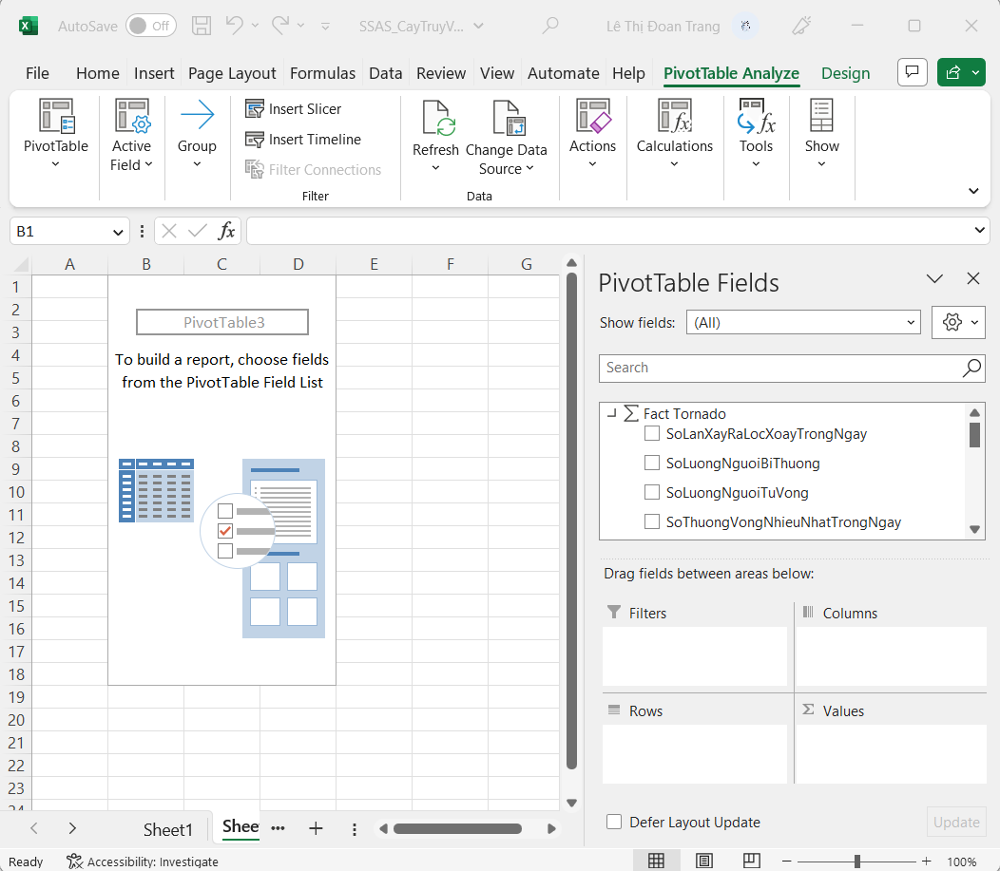 AutoSave Off SSAS_CayTruyV... Lê Thị Đoan Trang
File Home Insert Page Layout Formulas Data Review View Automate Help PivotTable Analyze Design
PivotTable
Active
Field
Group
Insert Slicer
Insert Timeline
Filter Connections
Filter
Refresh
Change Data
Source
Data
Actions
Calculations
Tools
Show
B1
fx
A B C D E F G
1
2
3
4
5
6
7
8
9
10
11
12
13
14
15
16
17
18
19
20
21
22
23
24
PivotTable3
To build a report, choose fields
from the PivotTable Field List
PivotTable Fields
Show fields: (All)
Search
Fact Tornado
SoLanXayRaLocXoayTrongNgay
SoLuongNguoiBiThuong
SoLuongNguoiTuVong
SoThuongVongNhieuNhatTrongNgay
Drag fields between areas below:
Filters
Columns
Rows
Σ Values
Defer Layout Update
Update
Sheet1 Shee
Ready
Accessibility: Investigate
100%